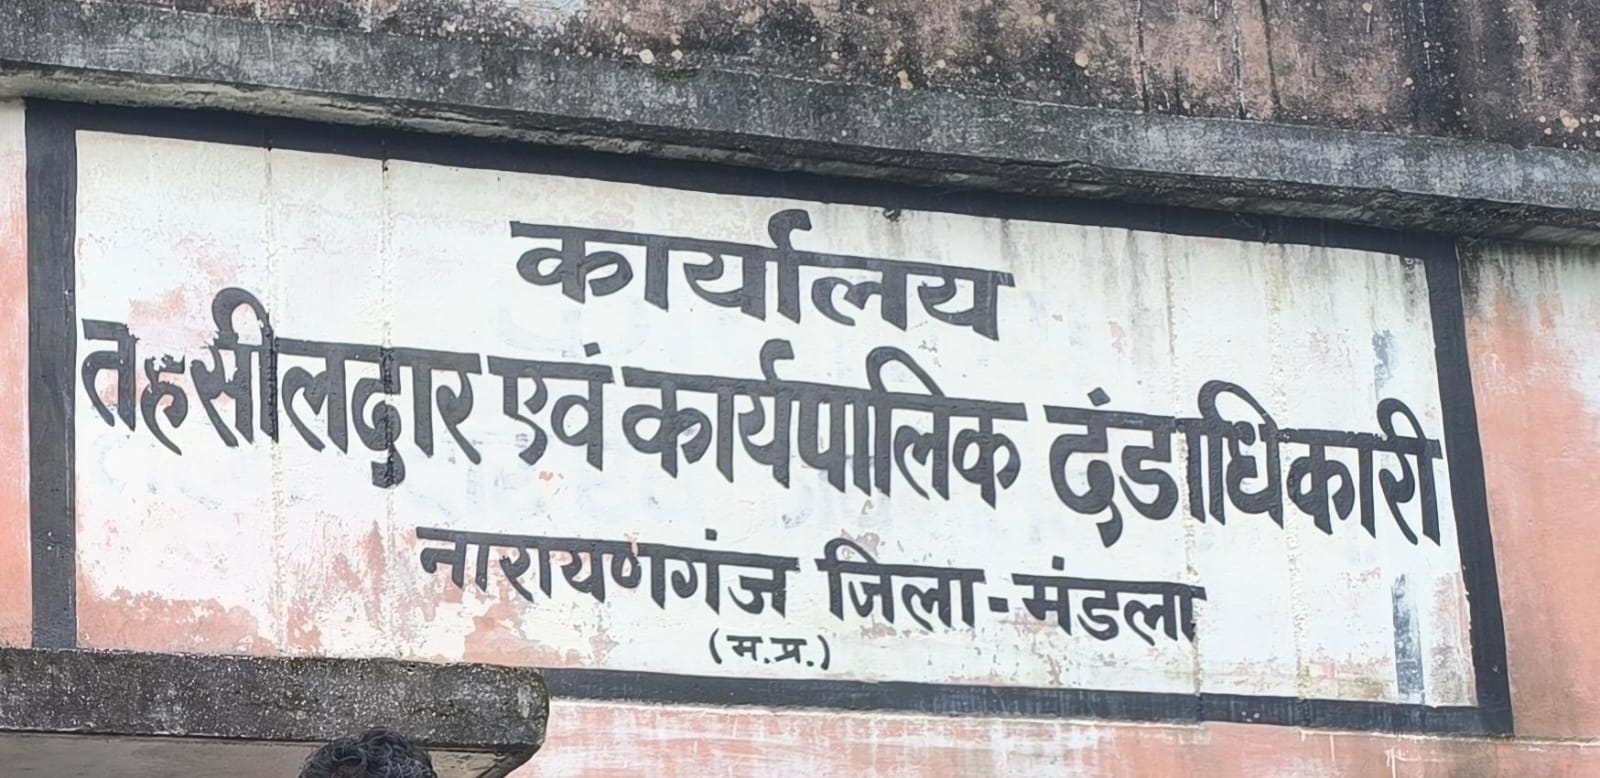 कार्यालय
तहसीलदार एवं कार्यपालिक दंडाधिकारी
नारायणगंज जिला-मंडला
(म.प्र.)